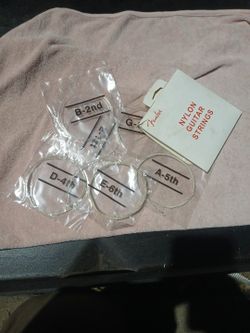 B-2nd
G-
Fender
NYLON
GUITAR
STRINGS
D-4th
E-6th
A-5th